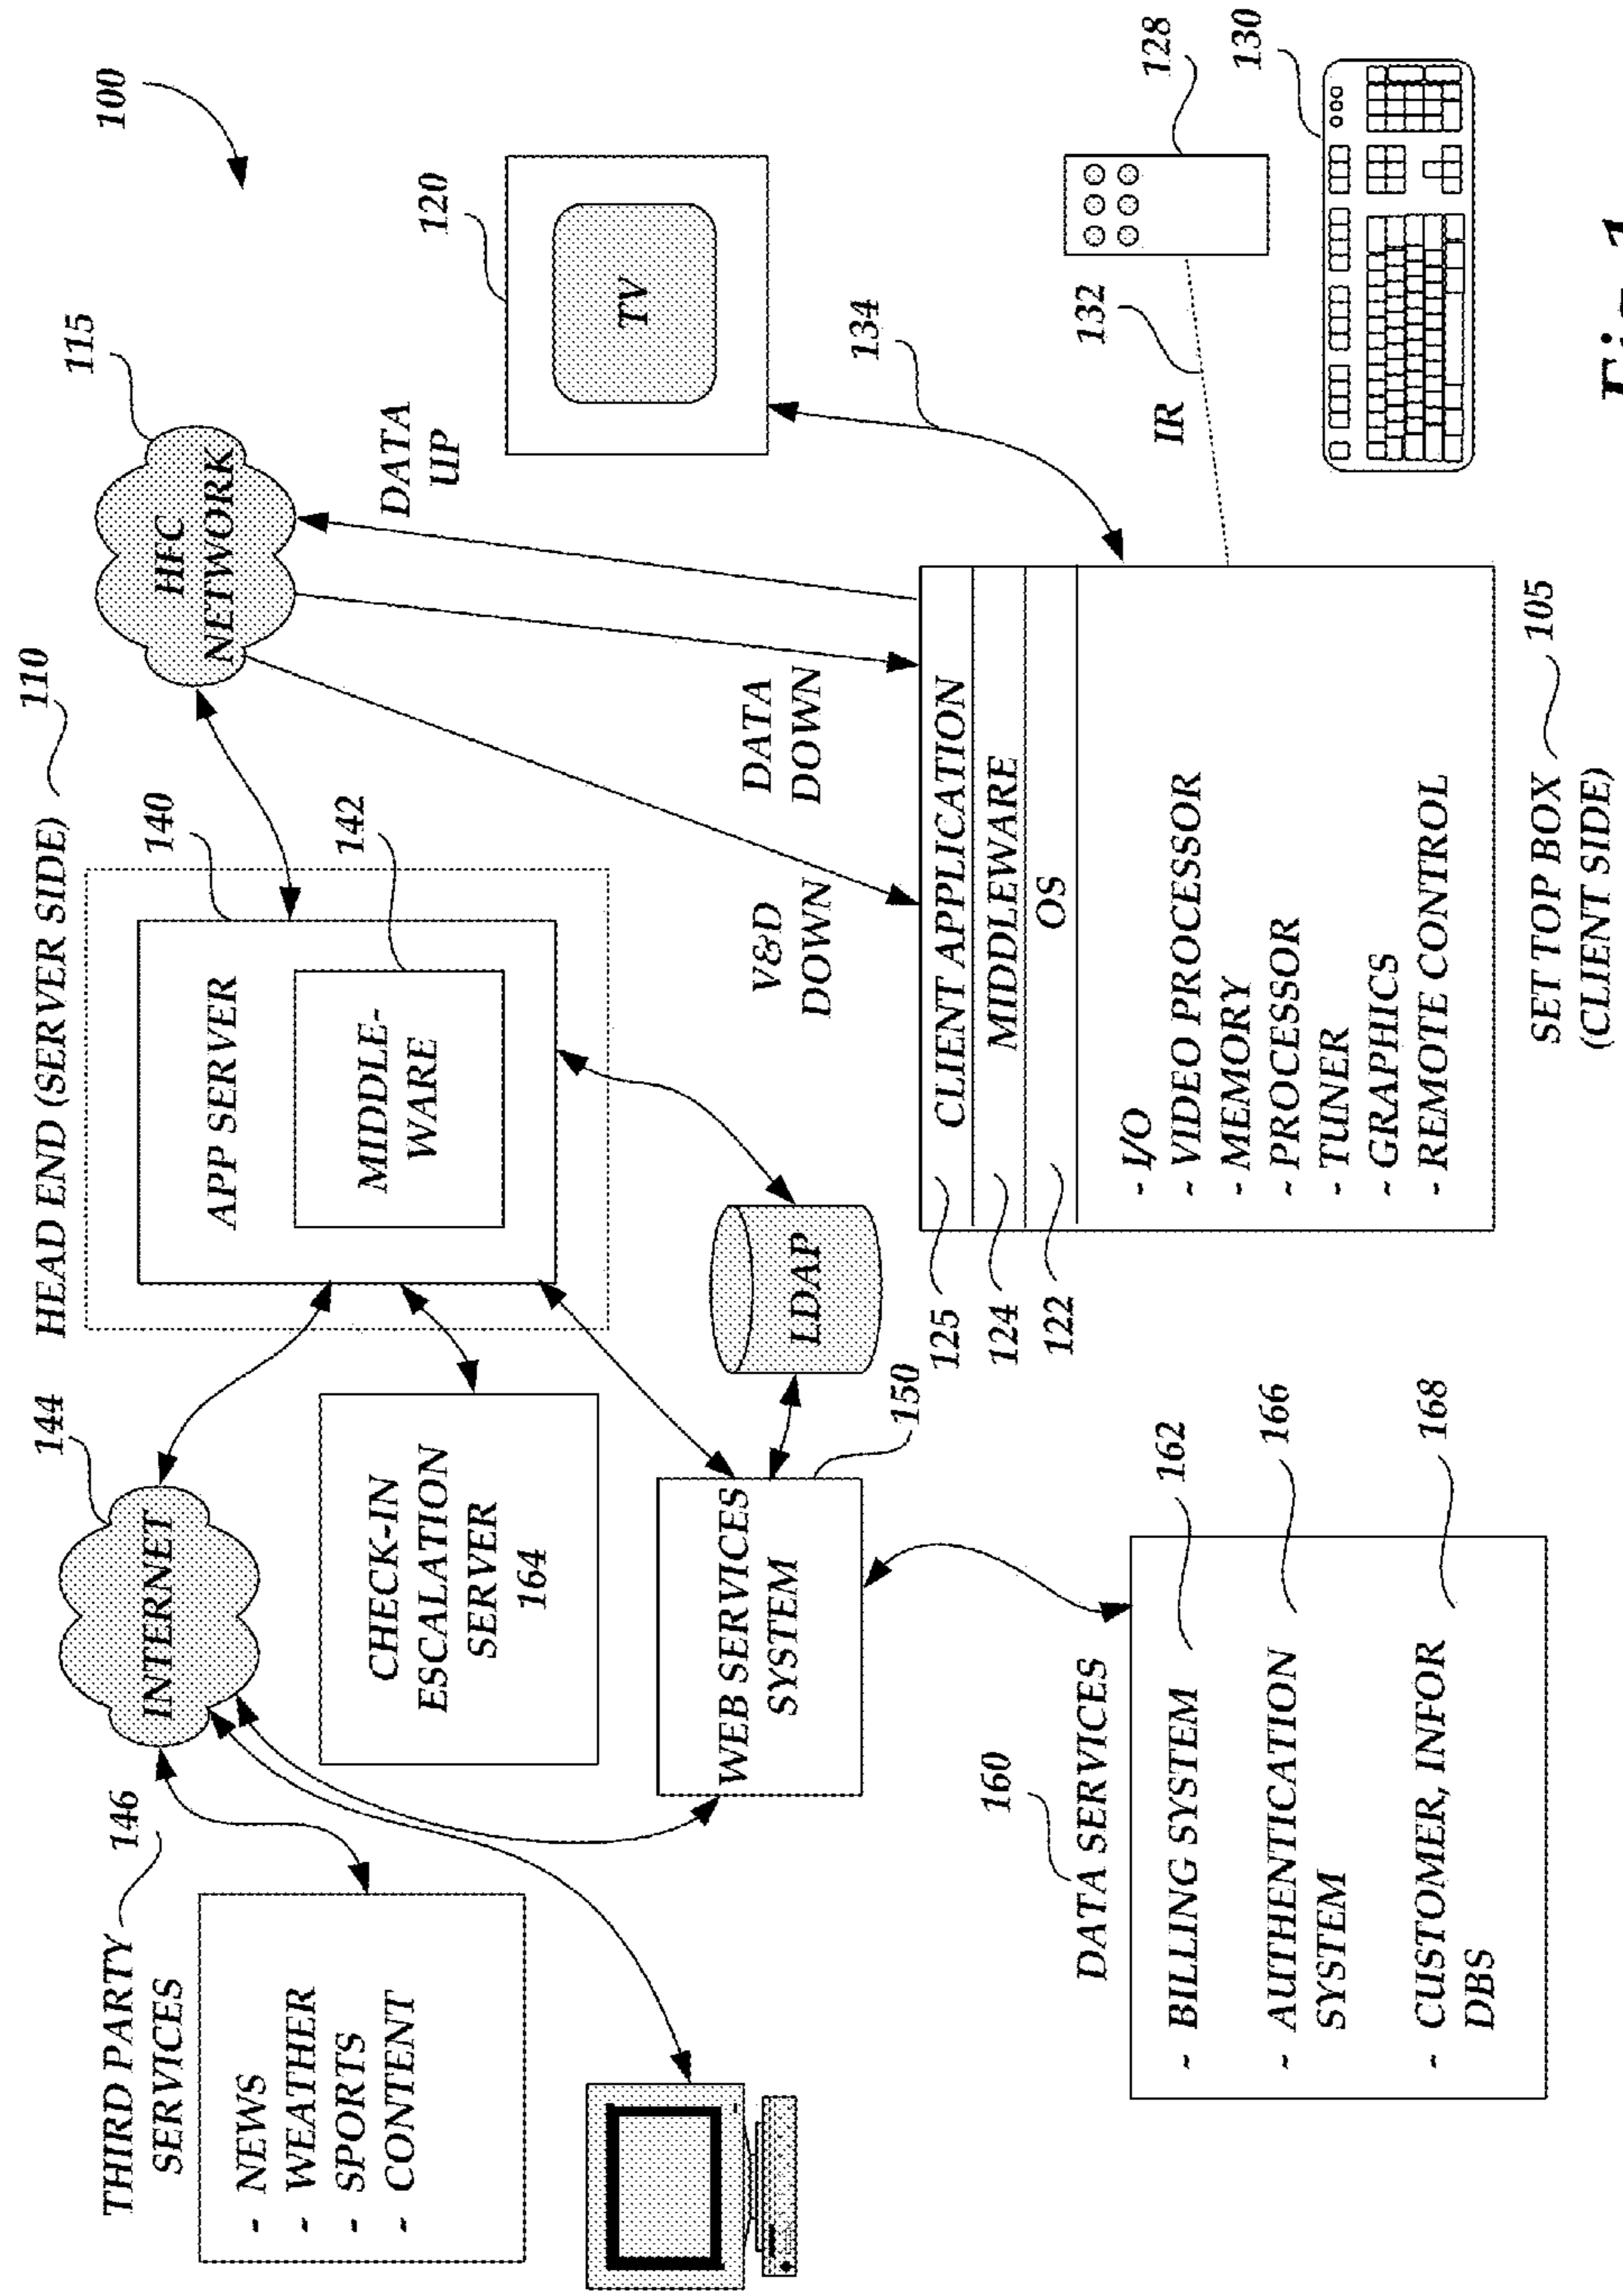 100
HEAD END (SERVER SIDE)
110
THIRD PARTY
SERVICES
146
- NEWS
~ WEATHER
- SPORTS
~ CONTENT
144
INTERNET
CHECK-IN
ESCALATION
SERVER
164
WEB SERVICES
SYSTEM
150
APP SERVER
140
MIDDLE-
WARE
142
LDAP
HFC
NETWORK
115
DATA
UP
DATA
DOWN
V&D
DOWN
TV
120
134
IR
132
128
130
160
DATA SERVICES
~ BILLING SYSTEM
162
~ AUTHENTICATION
SYSTEM
166
~ CUSTOMER, INFOR
DBS
168
125
CLIENT APPLICATION
124
MIDDLEWARE
122
OS
- I/O
~ VIDEO PROCESSOR
- MEMORY
~ PROCESSOR
- TUNER
~ GRAPHICS
- REMOTE CONTROL
SET TOP BOX
(CLIENT SIDE)
105